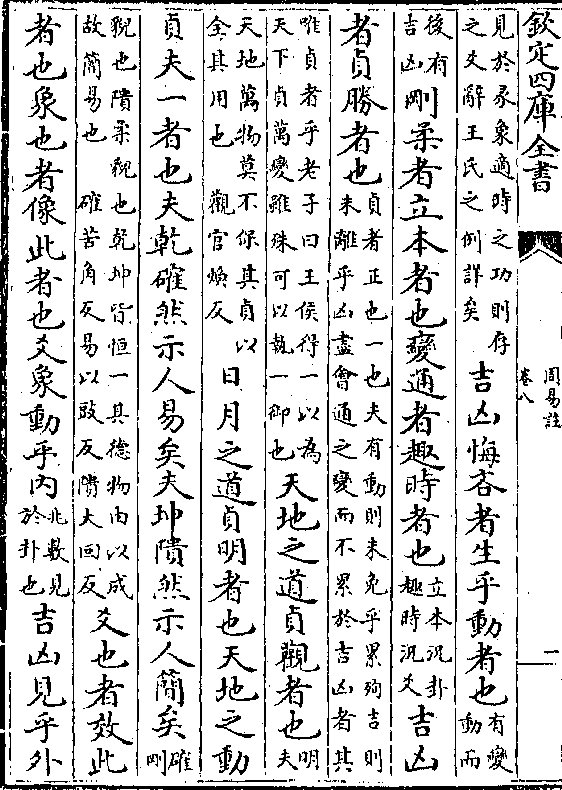 欽定四庫全書
周易註
卷八
一
見於彖象適時之功則存
之爻辭王氏之例詳矣
吉凶悔吝者生乎動者也
有變
動而
後有
吉凶
剛柔者立本者也變通者趣時者也
立本況卦
趣時況爻
吉凶
者貞勝者也
貞者正也一也夫有動則未免乎累殉吉則
未離乎凶盡會通之變而不累於吉凶者其
唯貞者乎老子曰王侯得一以為
天下貞萬變雖殊可以執一御也
天地之道貞觀者也
明
夫
天地萬物莫不保其貞以
全其用也 觀官煥反
日月之道貞明者也天地之動
貞夫一者也夫乾確然示人易矣夫坤隤然示人簡矣
確
剛
貌也隤柔貌也乾坤皆恒一其德物由以成
故簡易也 確苦角反易以豉反隤大回反
爻也者效此
者也象也者像此者也爻象動乎内
兆數見
於卦也
吉凶見乎外